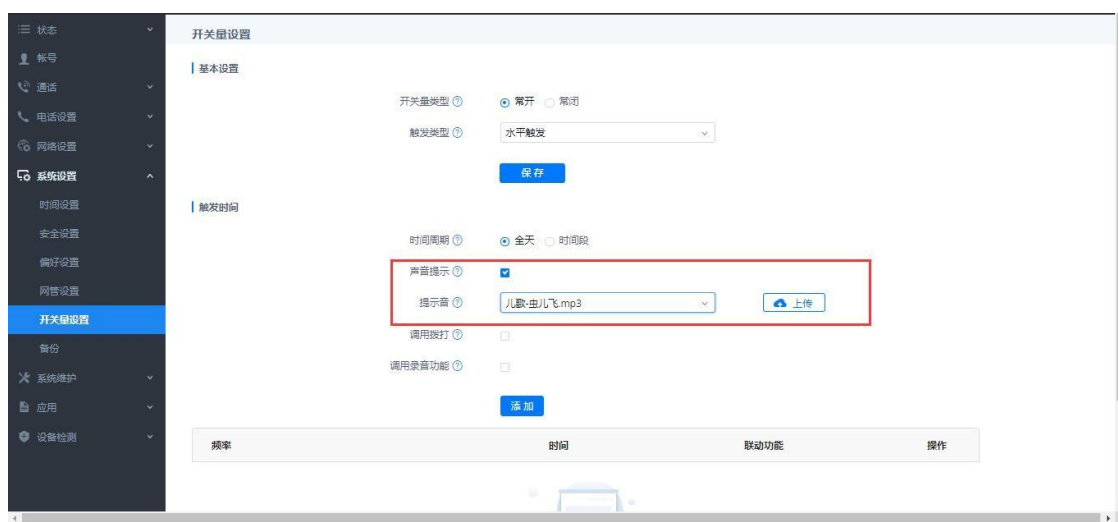 状态
开关量设置
帐号
基本设置
通话
开关量类型 常开 常闭
电话设置
触发类型 水平触发
网络设置
保存
系统设置
时间设置
触发时间
安全设置
时间周期 全天 时间段
偏好设置
声音提示
网管设置
提示音 儿歌-虫儿飞.mp3 上传
开关量设置
调用拨打
备份
调用录音功能
系统维护
应用
添加
设备检测
频率 时间 联动功能 操作